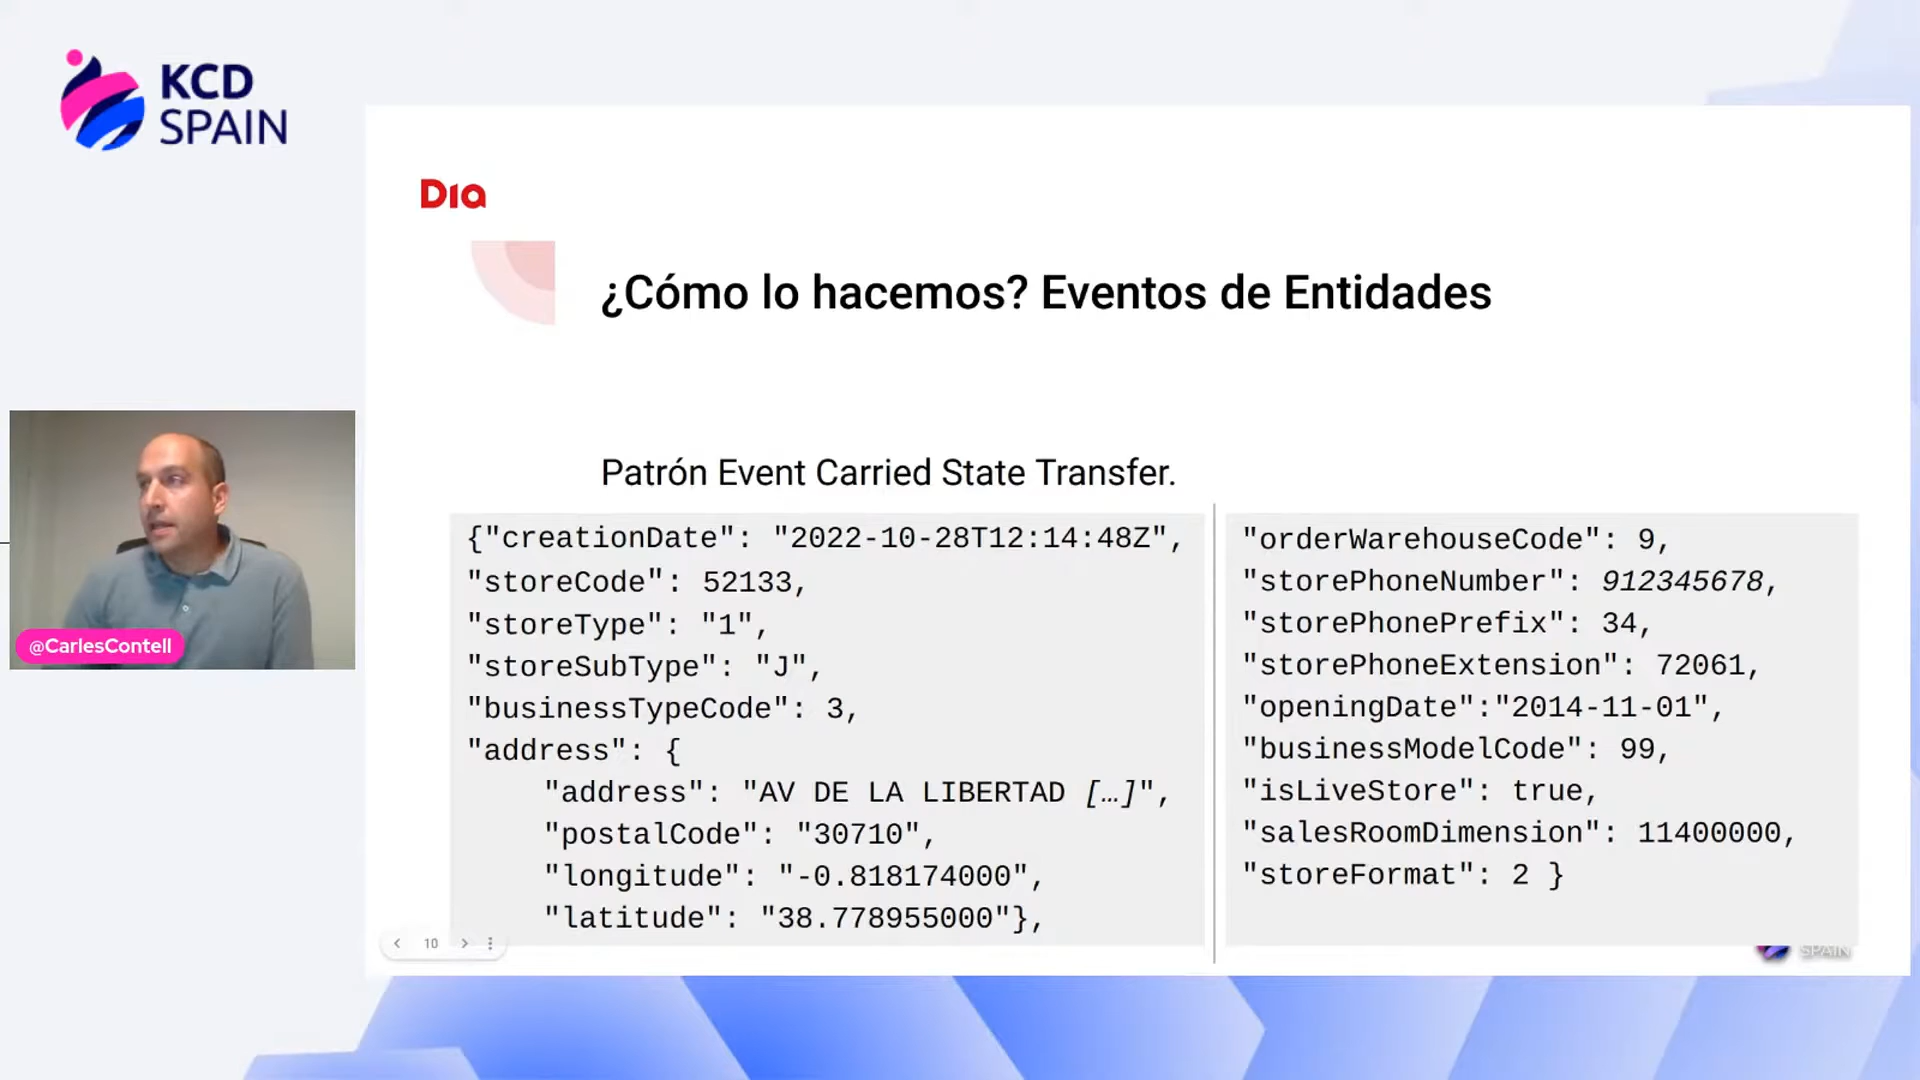 KCD
SPAIN
Dia
¿Cómo lo hacemos? Eventos de Entidades
Patrón Event Carried State Transfer.
{"creationDate": "2022-10-28T12:14:48Z",
"storeCode": 52133,
"storeType": "1",
"storeSubType": "J",
"businessTypeCode": 3,
"address": {
"address": "AV DE LA LIBERTAD […]",
"postalCode": "30710",
"longitude": "-0.818174000",
"latitude": "38.778955000"},
"orderWarehouseCode": 9,
"storePhoneNumber": 912345678,
"storePhonePrefix": 34,
"storePhoneExtension": 72061,
"openingDate":"2014-11-01",
"businessModelCode": 99,
"isLiveStore": true,
"salesRoomDimension": 11400000,
"storeFormat": 2 }
@CarlesContell
10
SPAIN